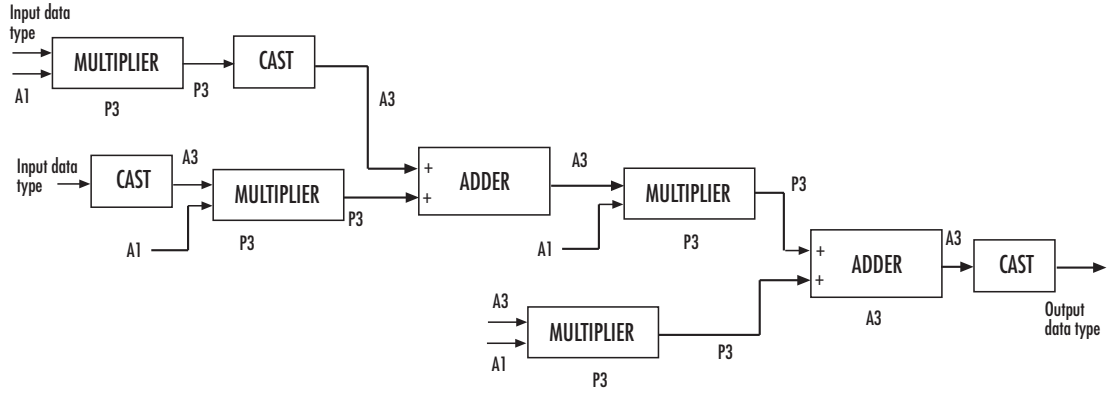 Input data
type
MULTIPLIER
CAST
A1
P3
P3
A3
Input data
type
CAST
A3
MULTIPLIER
A1
P3
P3
+
+
ADDER
A3
MULTIPLIER
A1
P3
P3
+
+
ADDER
A3
A3
CAST
Output
data type
A3
A1
MULTIPLIER
P3
P3